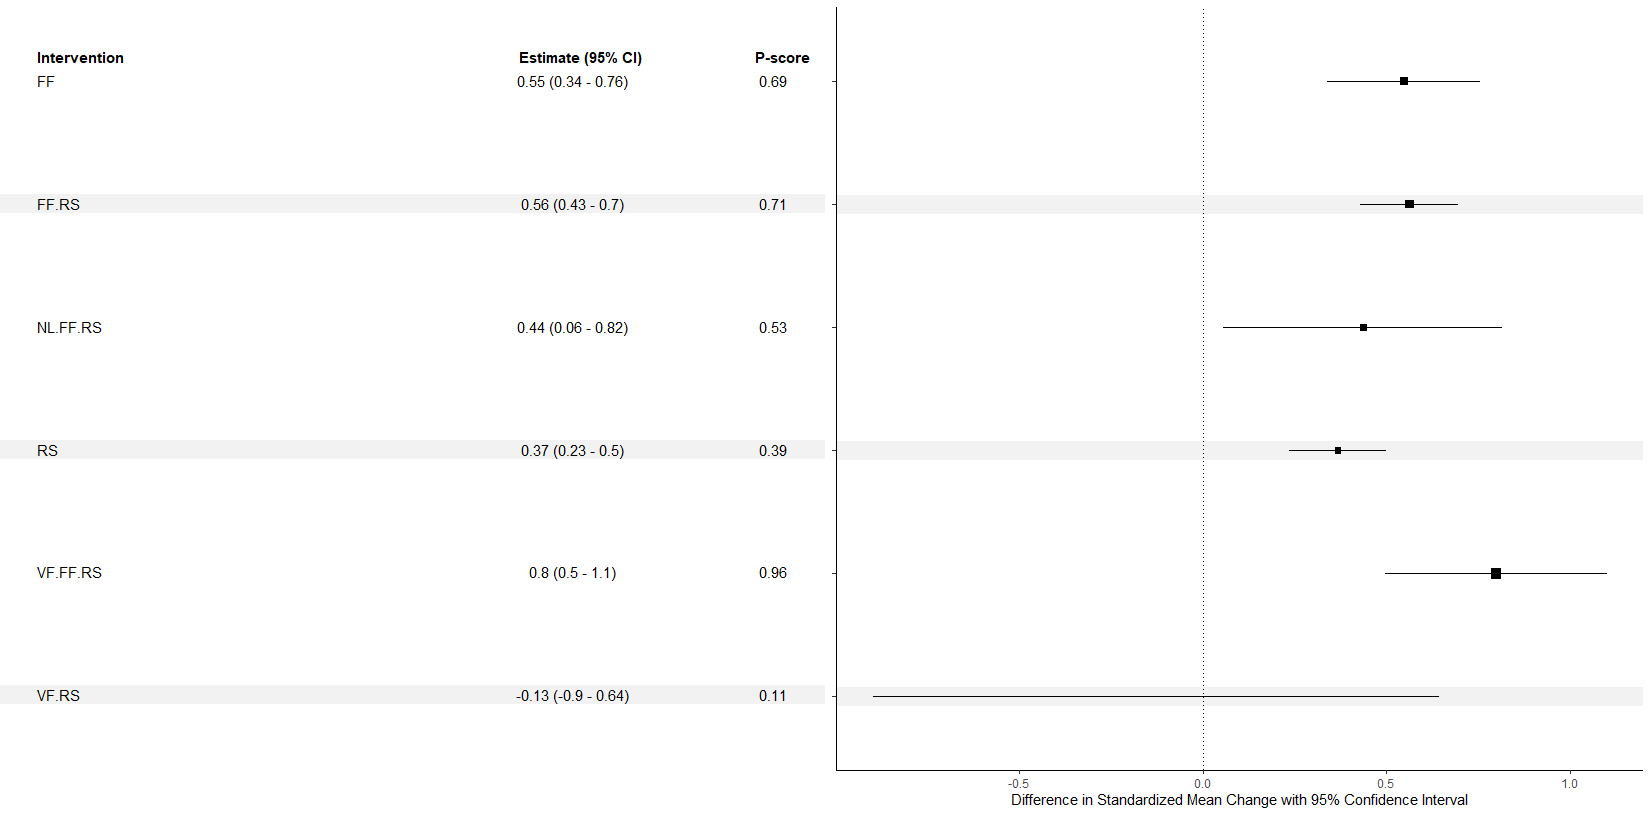 Intervention Estimate (95% CI) P-score
FF 0.55 (0.34 - 0.76) 0.69
FF.RS 0.56 (0.43 - 0.7) 0.71
NL.FF.RS 0.44 (0.06 - 0.82) 0.53
RS 0.37 (0.23 - 0.5) 0.39
VF.FF.RS 0.8 (0.5 - 1.1) 0.96
VF.RS -0.13 (-0.9 - 0.64) 0.11
-0.5 0.0 0.5 1.0
Difference in Standardized Mean Change with 95% Confidence Interval